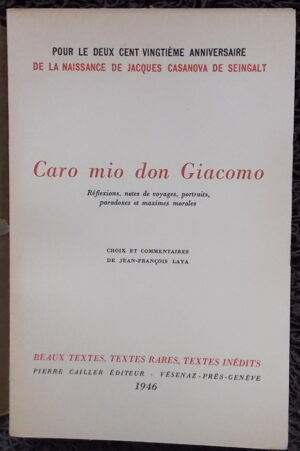 POUR LE DEUX CENT VINGTIÈME ANNIVERSAIRE
DE LA NAISSANCE DE JACQUES CASANOVA DE SEINGALT
Caro mio don Giacomo
Réflexions, notes de voyages, portraits,
paradoxes et maximes morales
CHOIX ET COMMENTAIRES
DE JEAN-FRANÇOIS LAYA
BEAUX TEXTES, TEXTES RARES, TEXTES INÉDITS
PIERRE CAILLER ÉDITEUR · VÉSENAZ-PRÈS-GENÈVE
1946